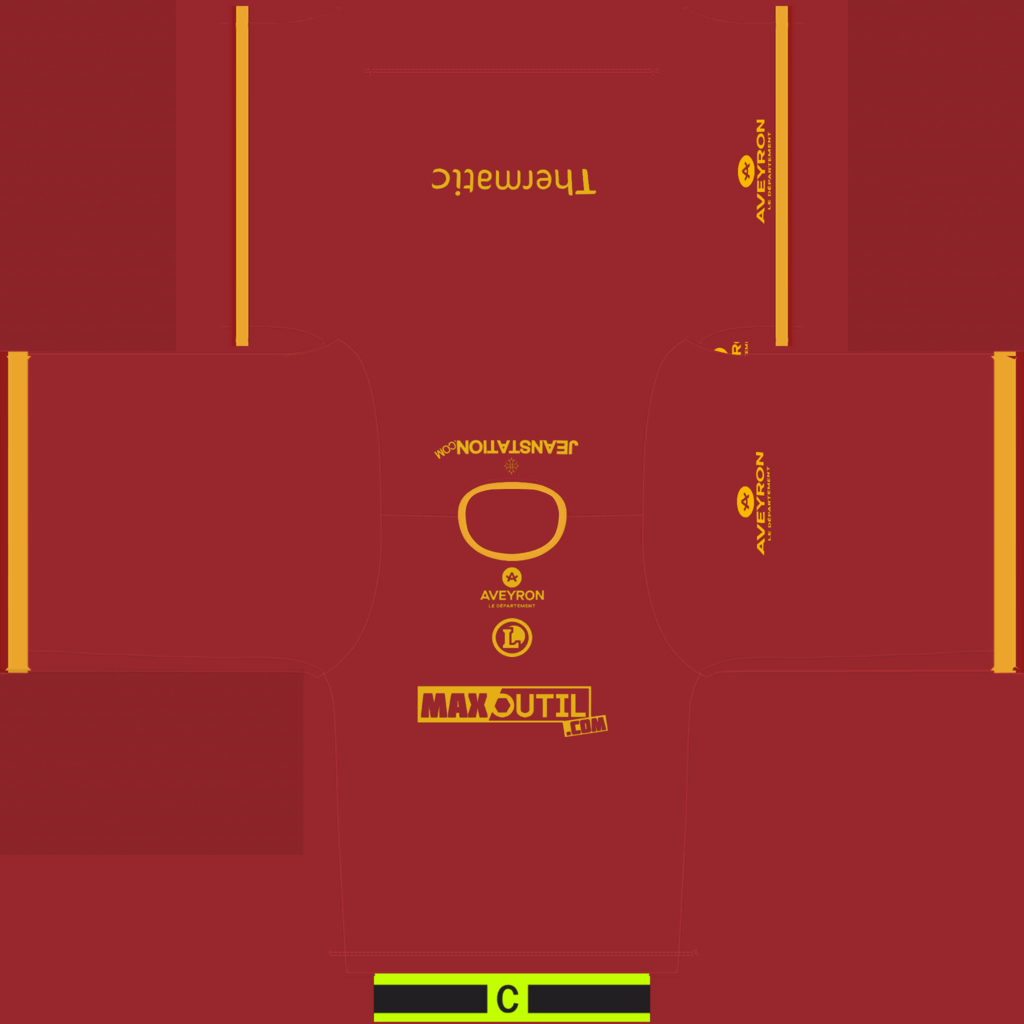 Thermatic
AVEYRON
LE DÉPARTEMENT
JEANSTATION.COM
AVEYRON
LE DÉPARTEMENT
AVEYRON
LE DÉPARTEMENT
L
MAXOUTIL
.COM
C